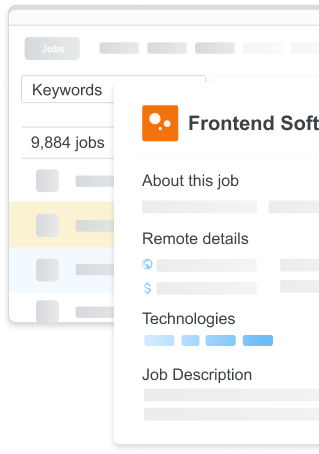 Jobs
Keywords
9,884 jobs
Frontend Soft
About this job
Remote details
$
Technologies
Job Description